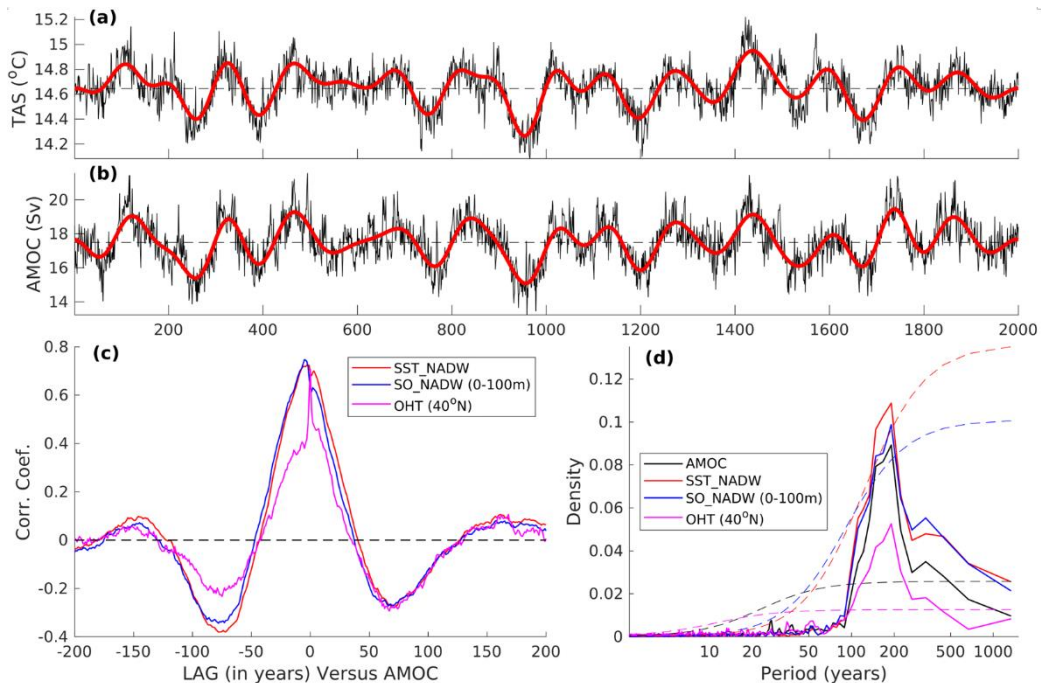 (a)
TAS (°C)
15.2
15
14.8
14.6
14.4
14.2
(b)
AMOC (Sv)
20
18
16
14
200 400 600 800 1000 1200 1400 1600 1800 2000
(c)
Corr. Coef.
0.8
0.6
0.4
0.2
0
-0.2
-0.4
SST_NADW
SO_NADW (0-100m)
OHT (40°N)
-200 -150 -100 -50 0 50 100 150 200
LAG (in years) Versus AMOC
(d)
Density
0.12
0.1
0.08
0.06
0.04
0.02
0
AMOC
SST_NADW
SO_NADW (0-100m)
OHT (40°N)
10 20 50 100 200 500 1000
Period (years)